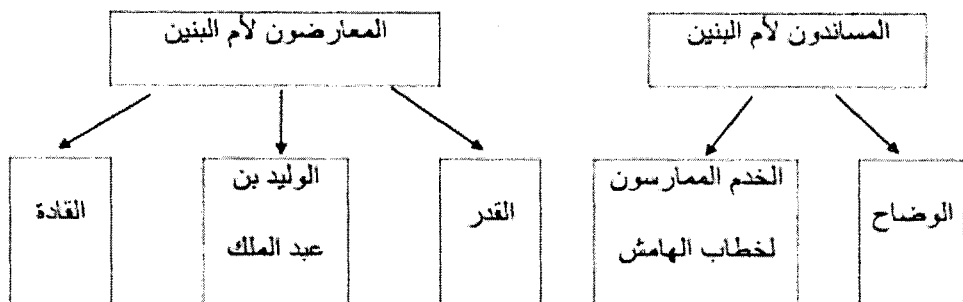 المساندون لأم البنين
المعارضون لأم البنين
الوضاح
الخدم الممارسون
لخطاب الهامش
القدر
الوليد بن
عبد الملك
القادة